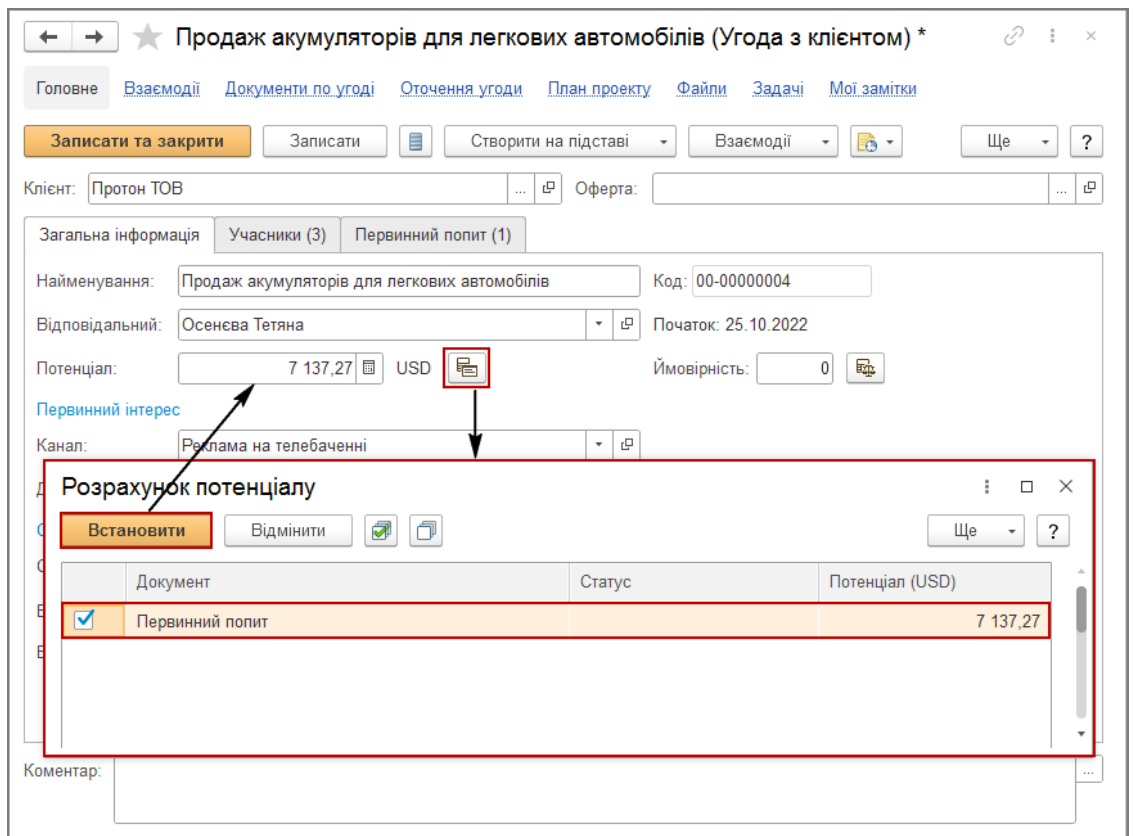 Продаж акумуляторів для легкових автомобілів (Угода з клієнтом) *
Головне Взаємодії Документи по угоді Оточення угоди План проекту Файли Задачі Мої замітки
Записати та закрити Записати Створити на підставі Взаємодії Ще ?
Клієнт: Протон ТОВ ... Оферта: ...
Загальна інформація Учасники (3) Первинний попит (1)
Найменування: Продаж акумуляторів для легкових автомобілів Код: 00-00000004
Відповідальний: Осенєва Тетяна Початок: 25.10.2022
Потенціал: 7 137,27 USD Ймовірність: 0
Первинний інтерес
Канал: Реклама на телебаченні
Розрахунок потенціалу
Встановити Відмінити Ще ?
Документ Статус Потенціал (USD)
Первинний попит 7 137,27
Коментар: ...